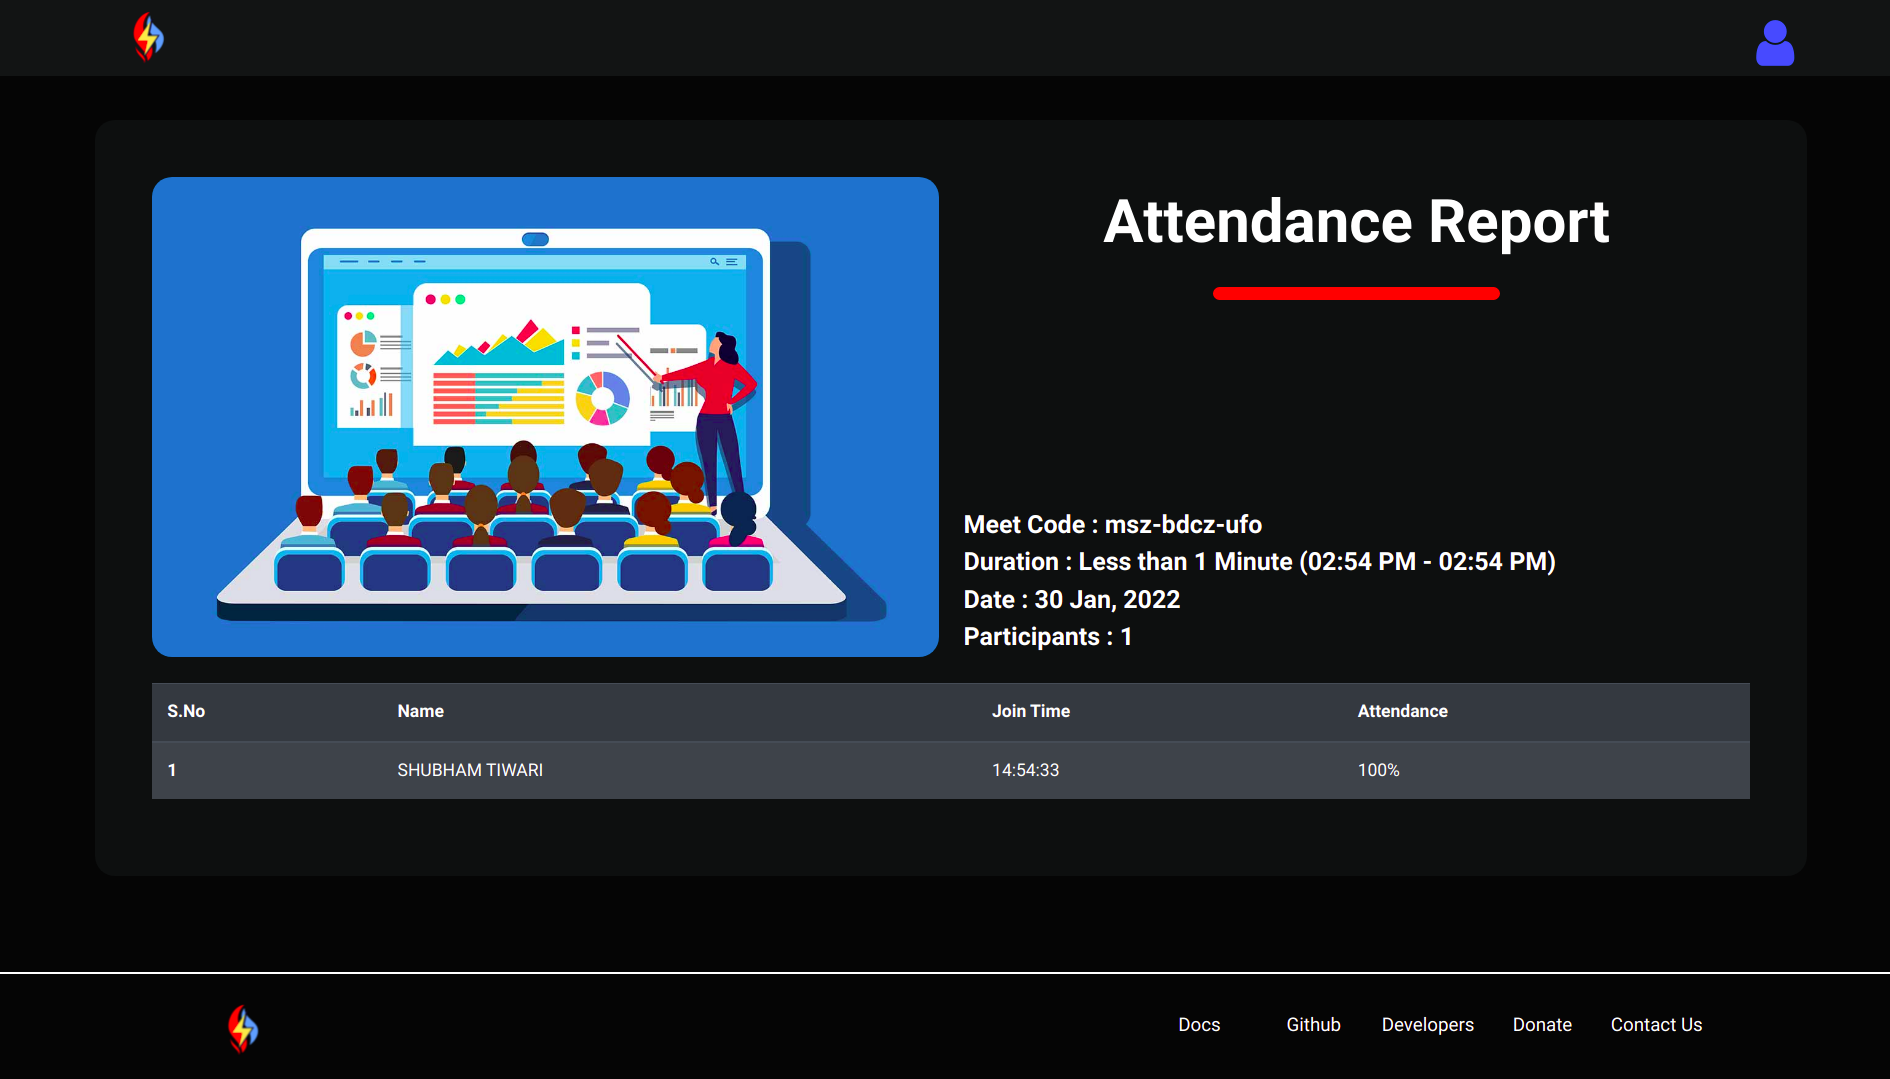 Attendance Report
Meet Code : msz-bdcz-ufo
Duration : Less than 1 Minute (02:54 PM - 02:54 PM)
Date : 30 Jan, 2022
Participants : 1
S.No Name Join Time Attendance
1 SHUBHAM TIWARI 14:54:33 100%
Docs Github Developers Donate Contact Us